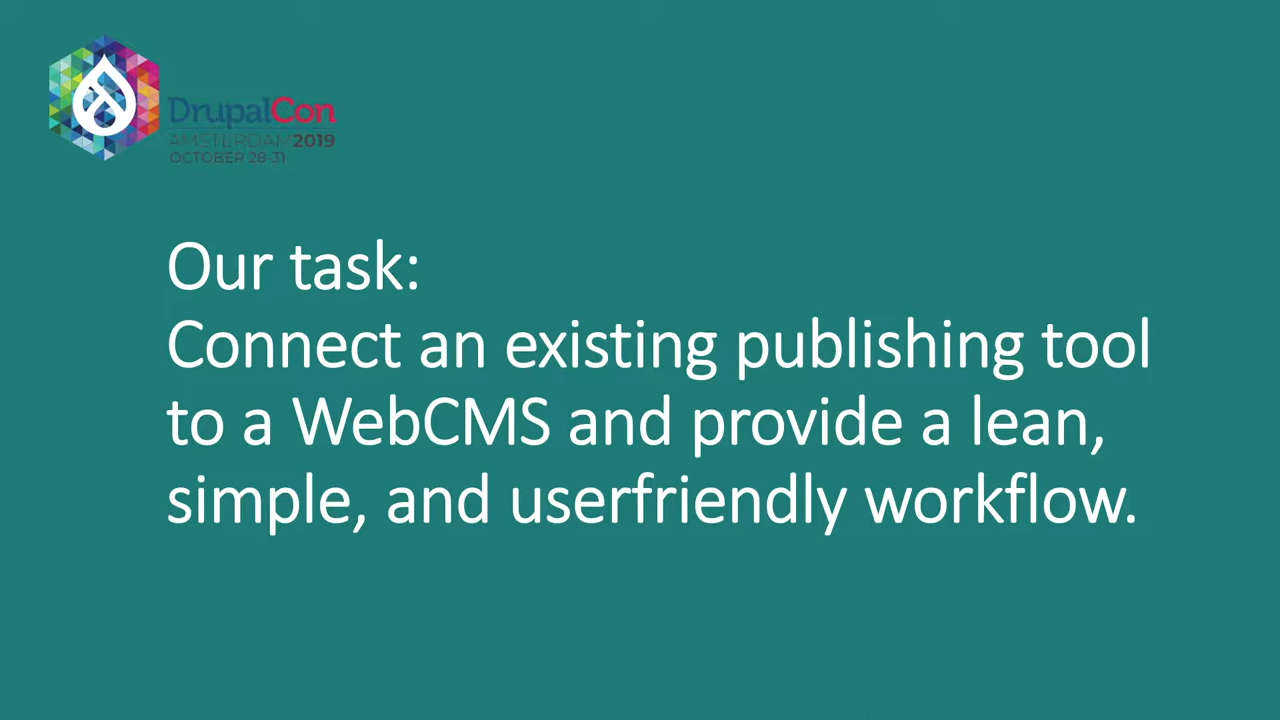 DrupalCon
AMSTERDAM 2019
OCTOBER 28-31
Our task:
Connect an existing publishing tool
to a WebCMS and provide a lean,
simple, and userfriendly workflow.